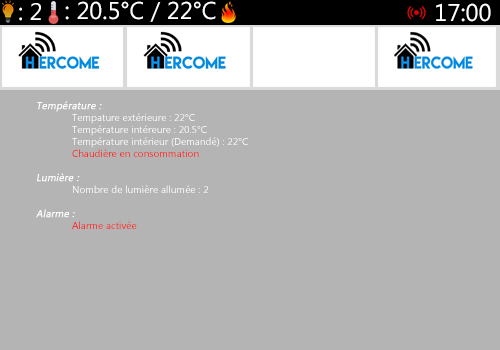 : 2 : 20.5°C / 22°C 17:00
HERCOME HERCOME HERCOME
Température :
Tempature extérieure : 22°C
Température intéreure : 20.5°C
Température intérieur (Demandé) : 22°C
Chaudière en consommation
Lumière :
Nombre de lumière allumée : 2
Alarme :
Alarme activée